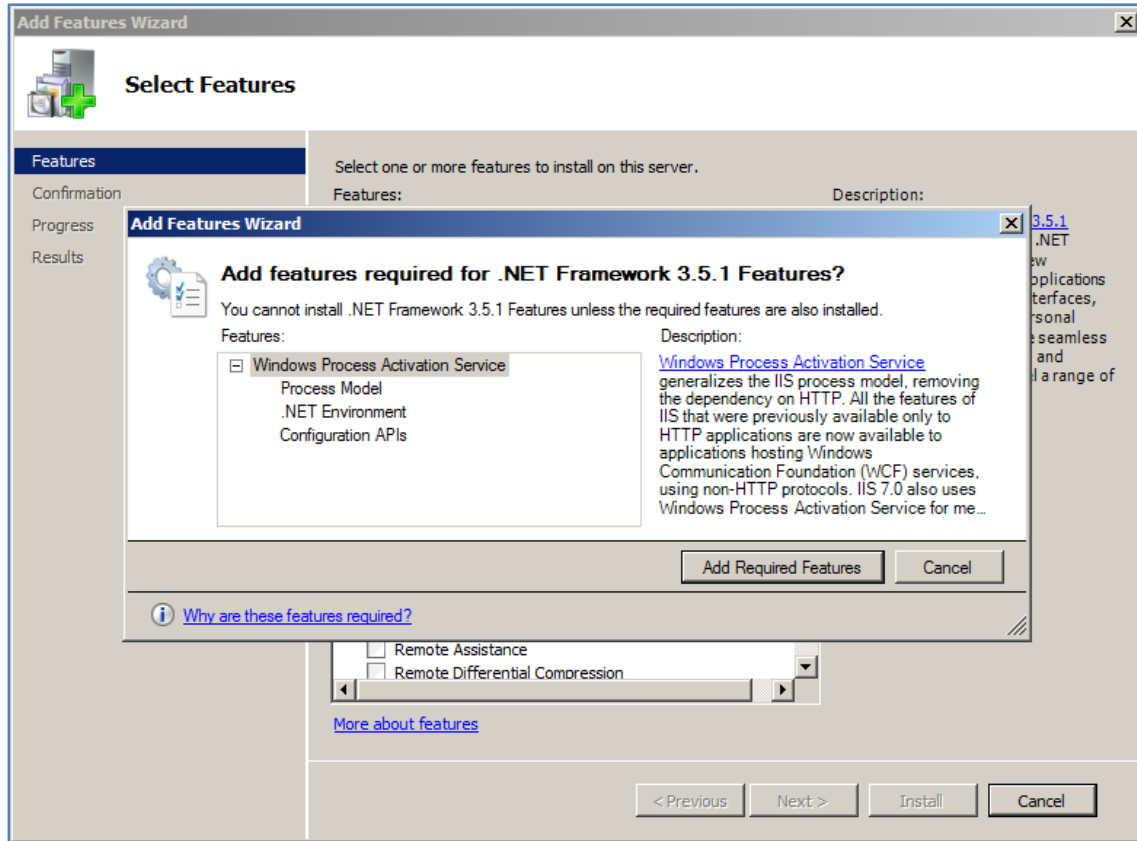 Add Features Wizard
Select Features
Features
Confirmation
Progress
Results
Select one or more features to install on this server.
Features:
Description:
3.5.1
.NET
applications
terfaces,
seamless
and
a range of
Add Features Wizard
Add features required for .NET Framework 3.5.1 Features?
You cannot install .NET Framework 3.5.1 Features unless the required features are also installed.
Features:
Windows Process Activation Service
Process Model
.NET Environment
Configuration APIs
Description:
Windows Process Activation Service
generalizes the IIS process model, removing
the dependency on HTTP. All the features of
IIS that were previously available only to
HTTP applications are now available to
applications hosting Windows
Communication Foundation (WCF) services,
using non-HTTP protocols. IIS 7.0 also uses
Windows Process Activation Service for me...
Add Required Features
Cancel
Why are these features required?
Remote Assistance
Remote Differential Compression
More about features
< Previous
Next >
Install
Cancel